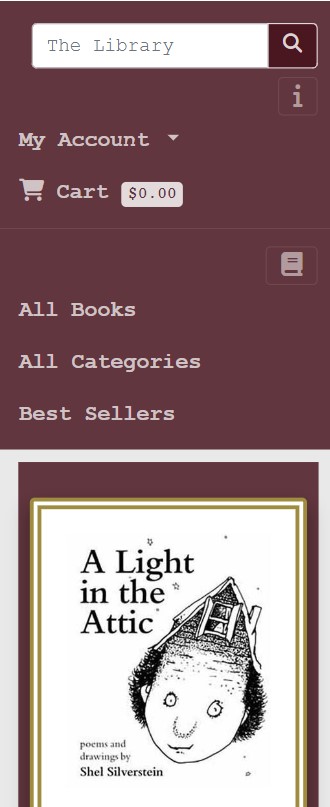 The Library
i
My Account
Cart $0.00
All Books
All Categories
Best Sellers
A Light
in the
Attic
poems and
drawings by
Shel Silverstein